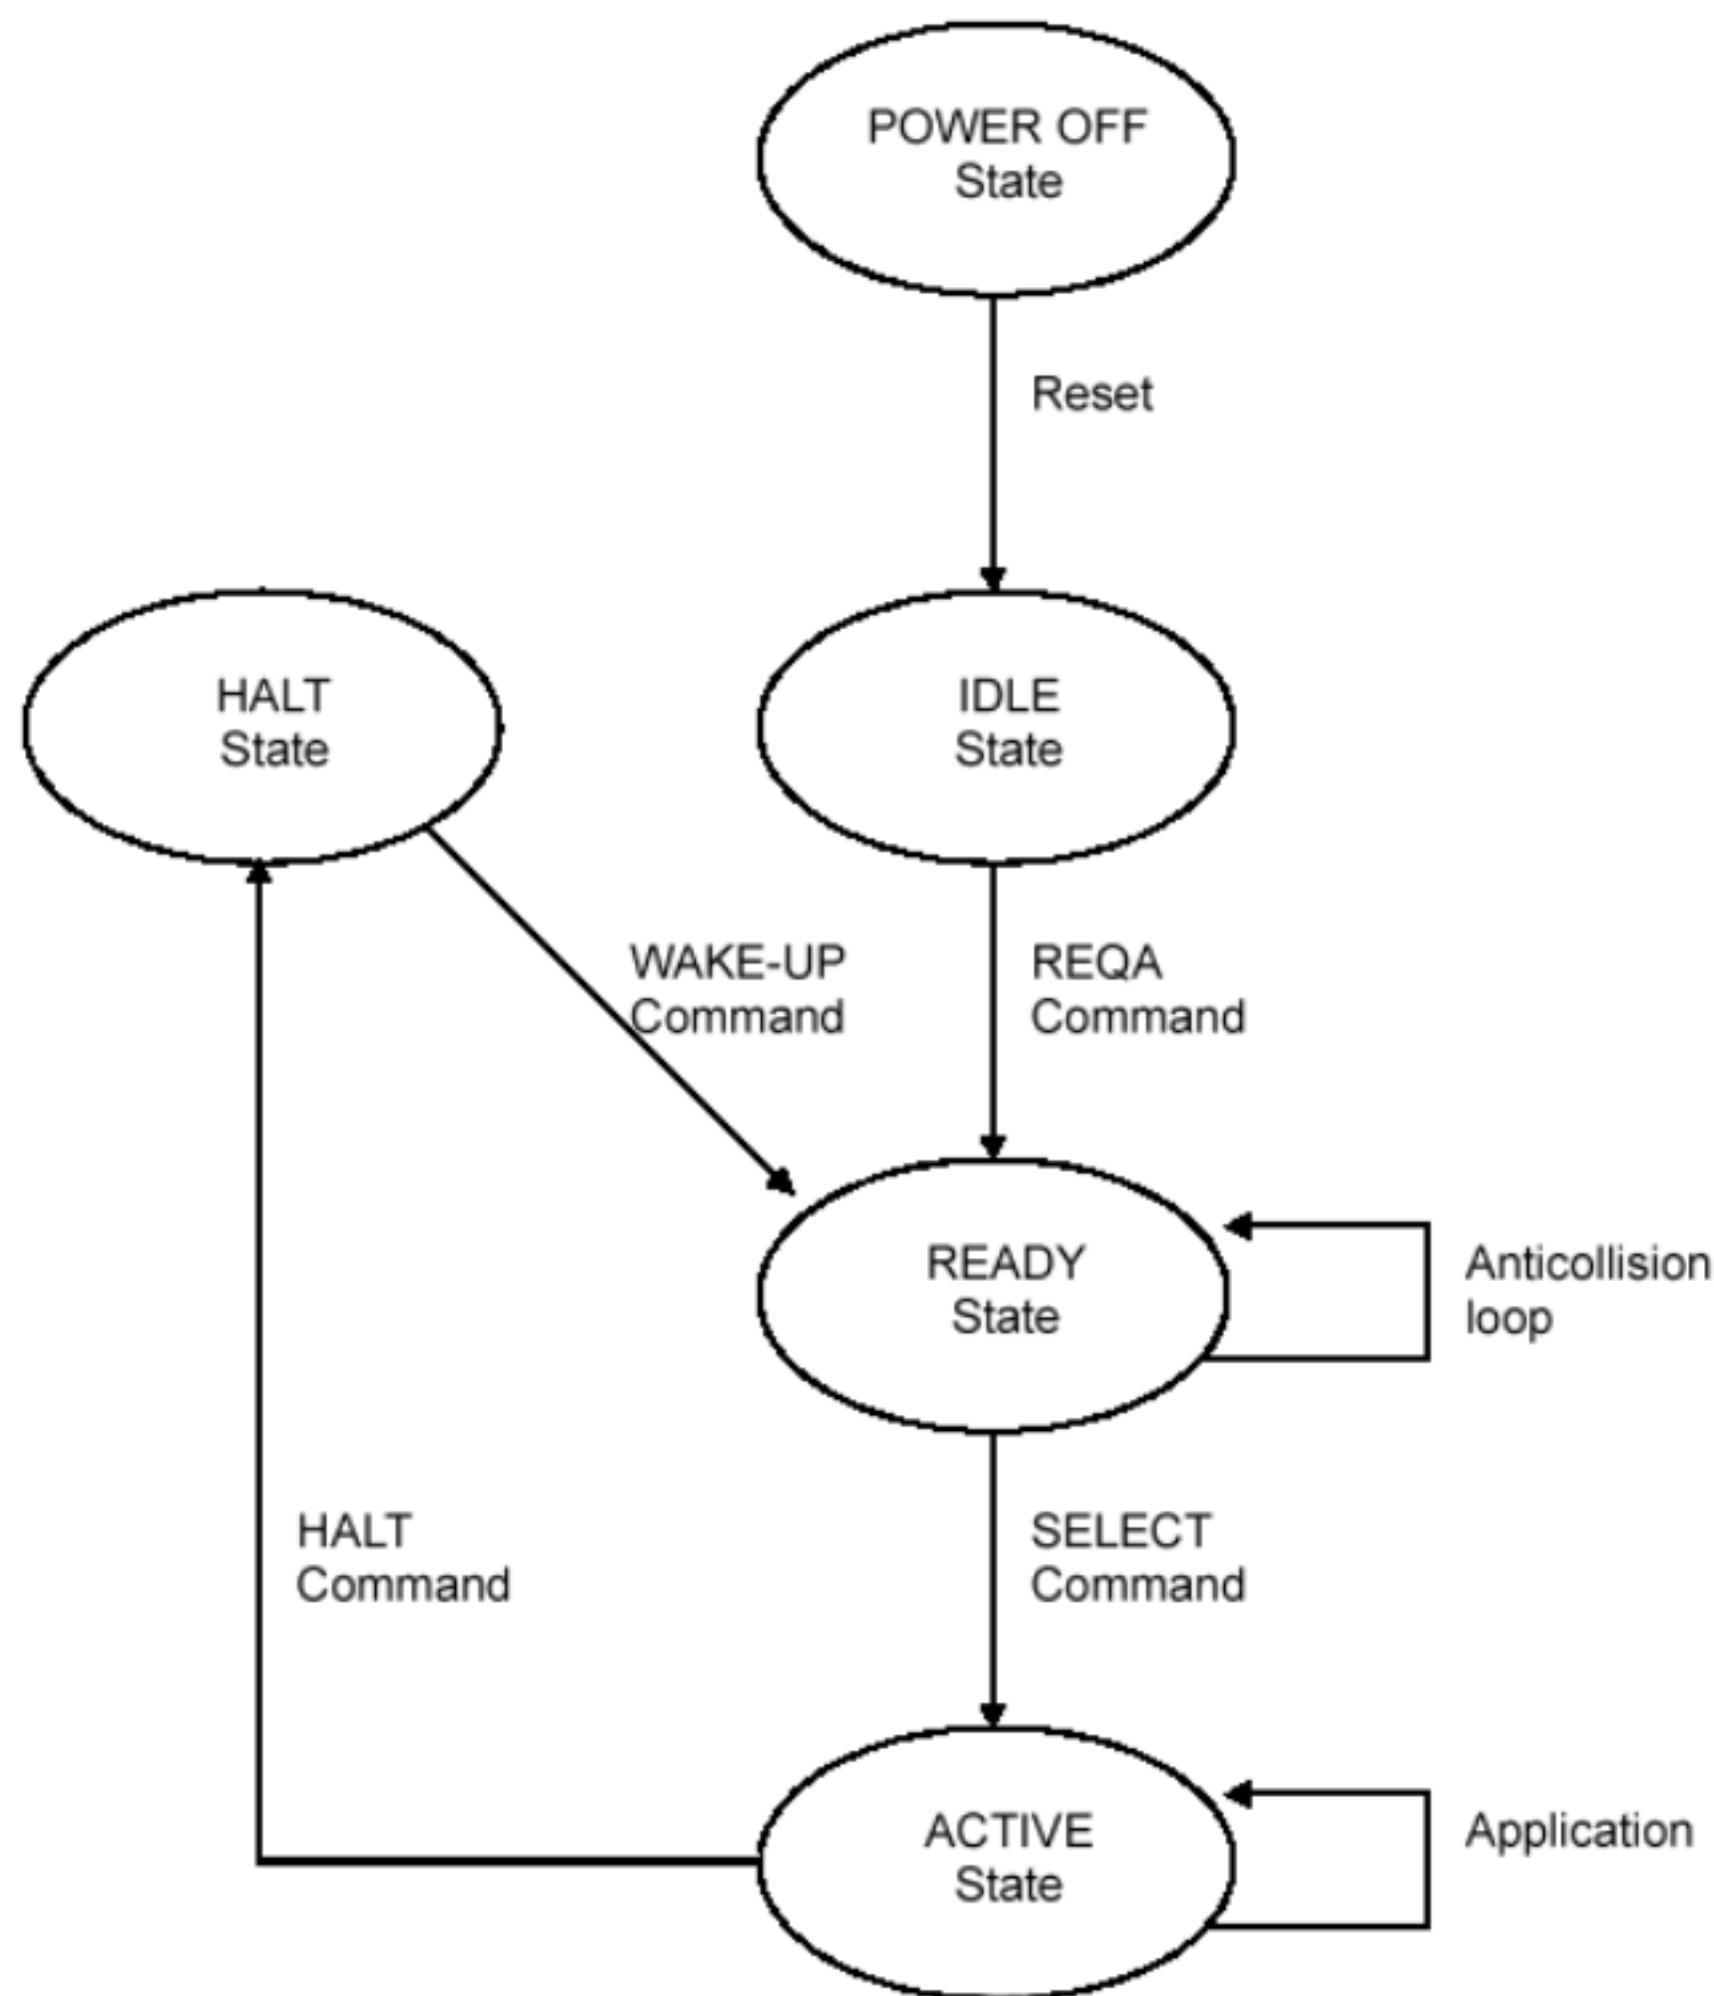 POWER OFF
State
Reset
HALT
State
IDLE
State
WAKE-UP
Command
REQA
Command
READY
State
Anticollision
loop
HALT
Command
SELECT
Command
ACTIVE
State
Application